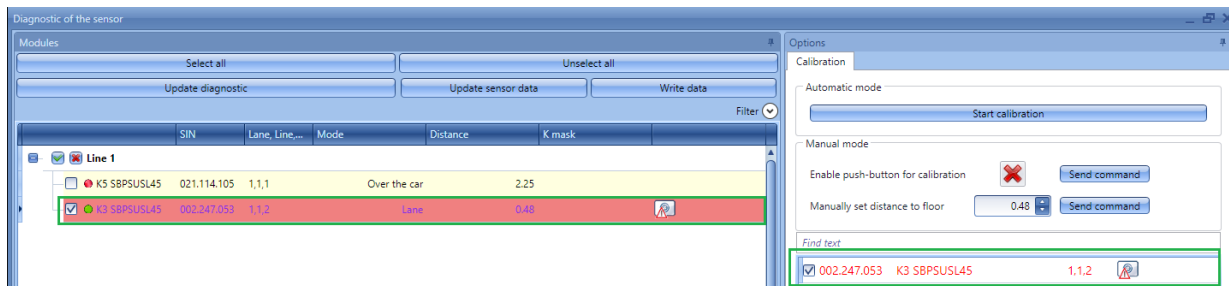 Diagnostic of the sensor
Modules
Select all Unselect all
Update diagnostic Update sensor data Write data
Filter
SIN Lane, Line,... Mode Distance K mask
Line 1
K5 SBPSUSL45 021.114.105 1,1,1 Over the car 2.25
K3 SBPSUSL45 002.247.053 1,1,2 Lane 0.48
Options
Calibration
Automatic mode
Start calibration
Manual mode
Enable push-button for calibration Send command
Manually set distance to floor 0.48 Send command
Find text
002.247.053 K3 SBPSUSL45 1,1,2